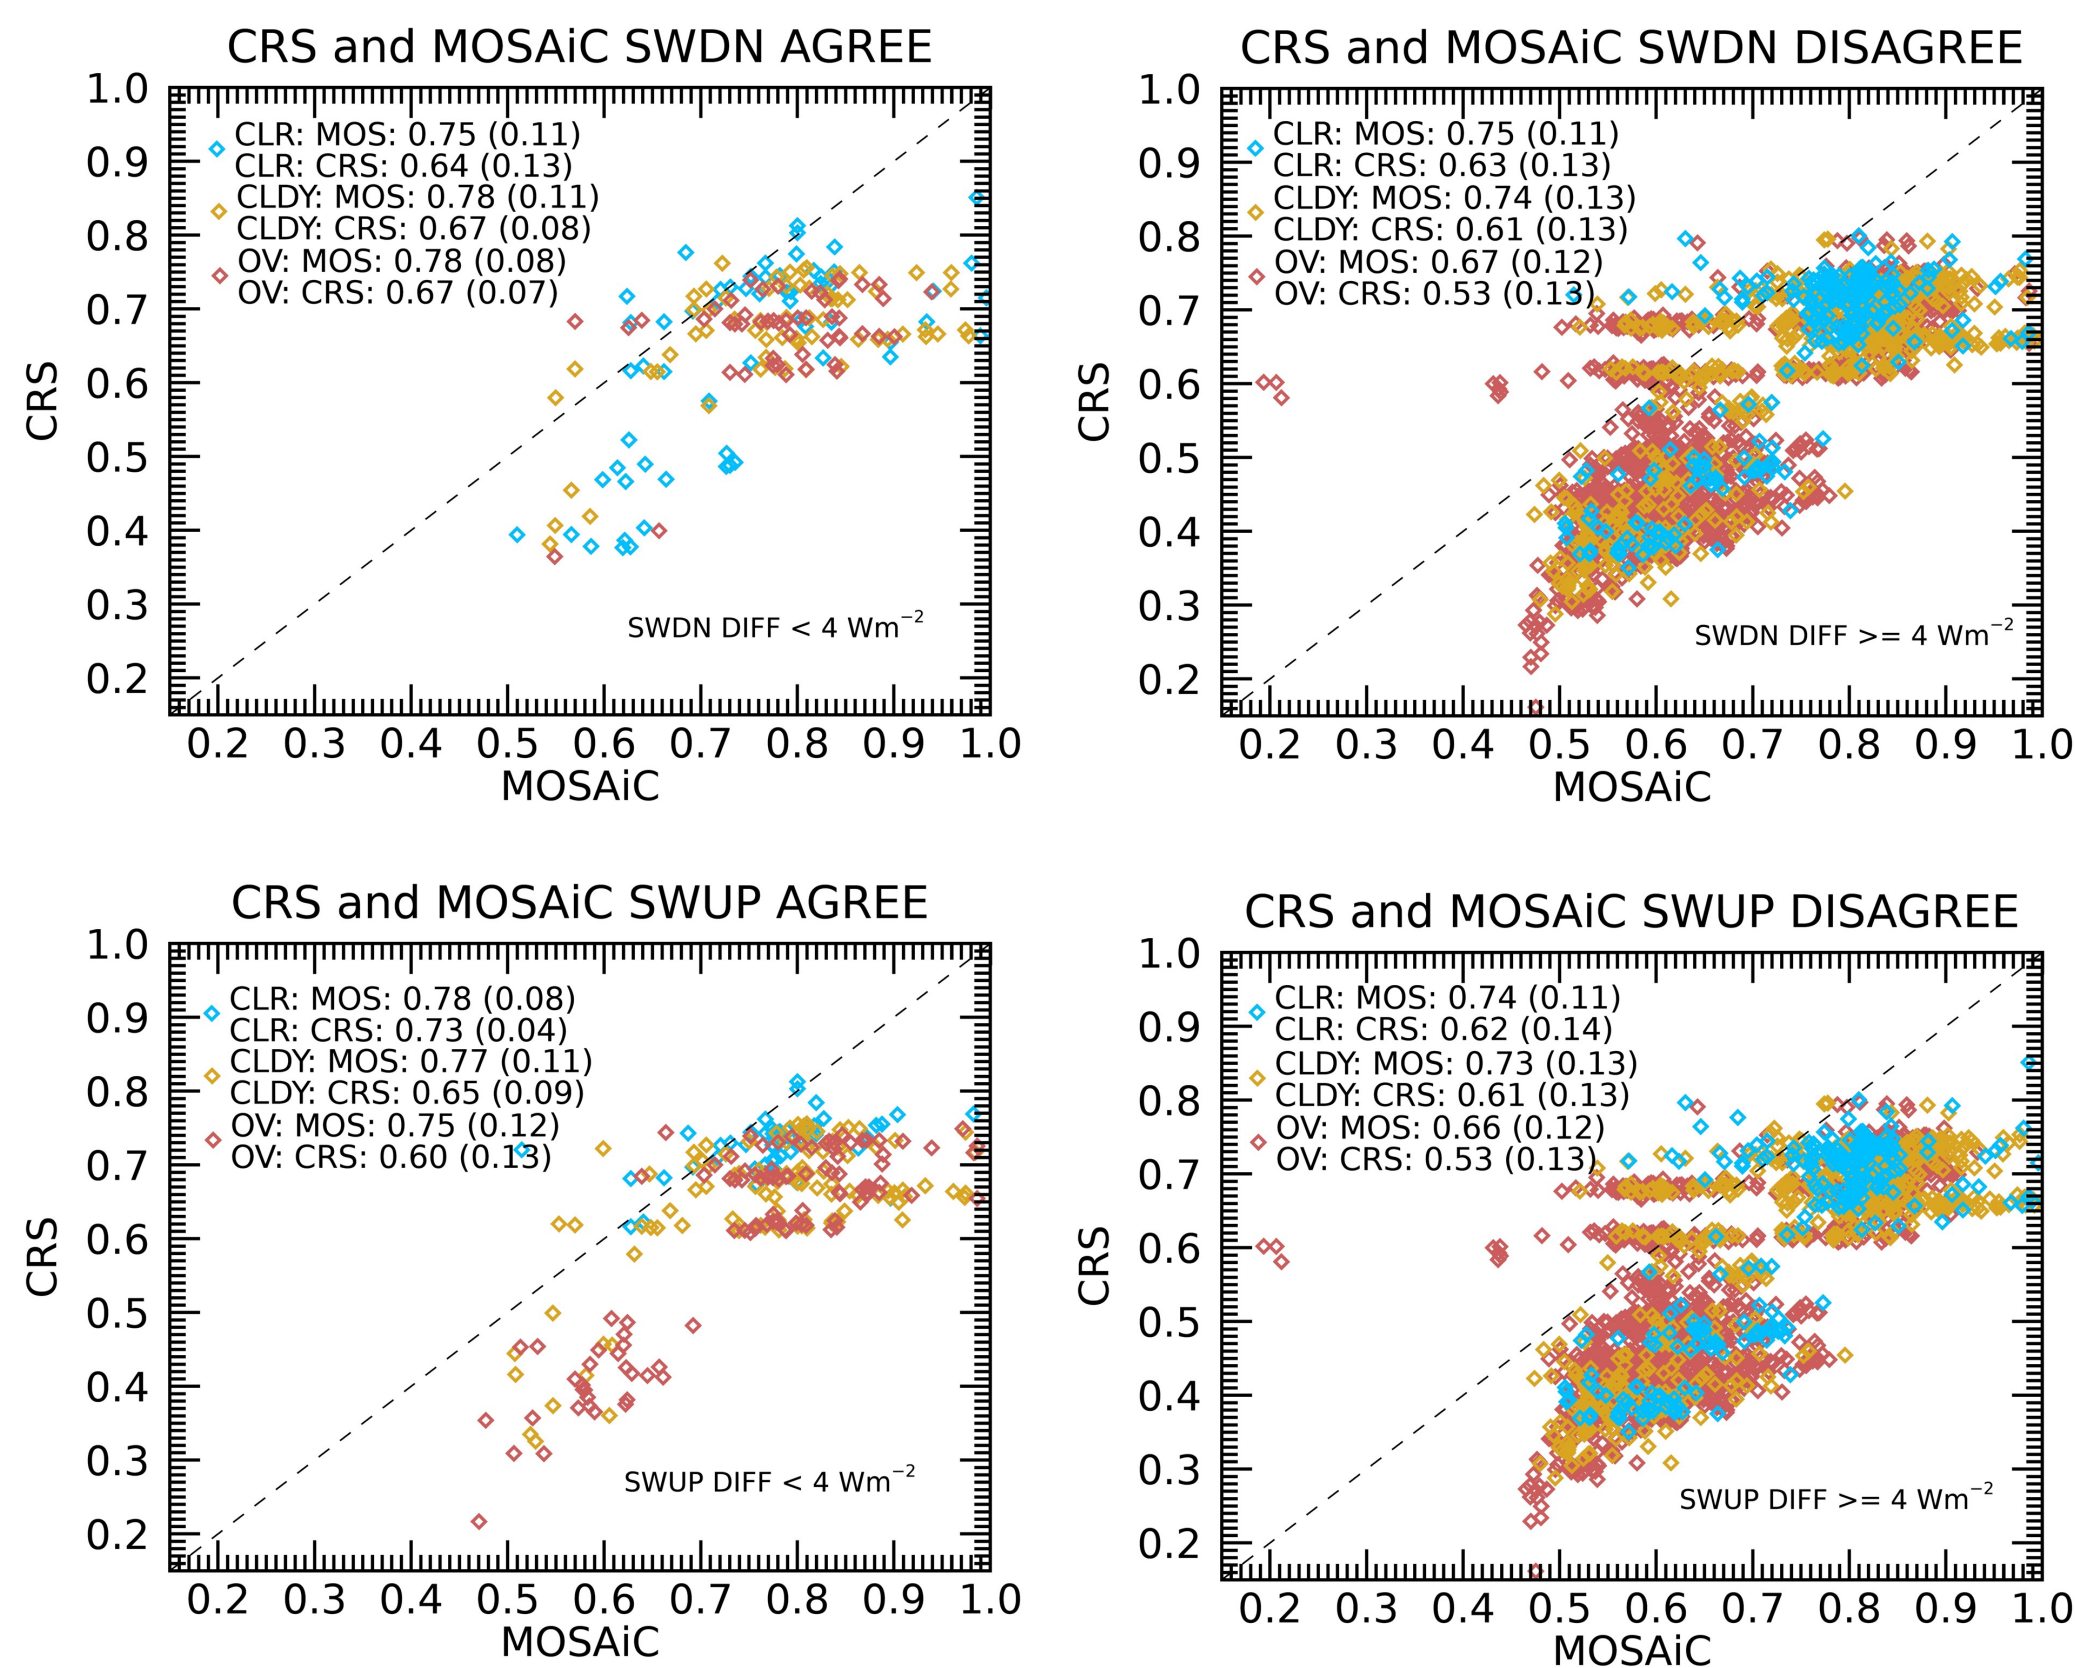 CRS and MOSAiC SWDN AGREE
1.0
0.9
0.8
0.7
0.6
0.5
0.4
0.3
0.2
CRS
CLR: MOS: 0.75 (0.11)
CLR: CRS: 0.64 (0.13)
CLDY: MOS: 0.78 (0.11)
CLDY: CRS: 0.67 (0.08)
OV: MOS: 0.78 (0.08)
OV: CRS: 0.67 (0.07)
SWDN DIFF < 4 Wm⁻²
0.2 0.3 0.4 0.5 0.6 0.7 0.8 0.9 1.0
MOSAiC
CRS and MOSAiC SWDN DISAGREE
1.0
0.9
0.8
0.7
0.6
0.5
0.4
0.3
0.2
CRS
CLR: MOS: 0.75 (0.11)
CLR: CRS: 0.63 (0.13)
CLDY: MOS: 0.74 (0.13)
CLDY: CRS: 0.61 (0.13)
OV: MOS: 0.67 (0.12)
OV: CRS: 0.53 (0.13)
SWDN DIFF >= 4 Wm⁻²
0.2 0.3 0.4 0.5 0.6 0.7 0.8 0.9 1.0
MOSAiC
CRS and MOSAiC SWUP AGREE
1.0
0.9
0.8
0.7
0.6
0.5
0.4
0.3
0.2
CRS
CLR: MOS: 0.78 (0.08)
CLR: CRS: 0.73 (0.04)
CLDY: MOS: 0.77 (0.11)
CLDY: CRS: 0.65 (0.09)
OV: MOS: 0.75 (0.12)
OV: CRS: 0.60 (0.13)
SWUP DIFF < 4 Wm⁻²
0.2 0.3 0.4 0.5 0.6 0.7 0.8 0.9 1.0
MOSAiC
CRS and MOSAiC SWUP DISAGREE
1.0
0.9
0.8
0.7
0.6
0.5
0.4
0.3
0.2
CRS
CLR: MOS: 0.74 (0.11)
CLR: CRS: 0.62 (0.14)
CLDY: MOS: 0.73 (0.13)
CLDY: CRS: 0.61 (0.13)
OV: MOS: 0.66 (0.12)
OV: CRS: 0.53 (0.13)
SWUP DIFF >= 4 Wm⁻²
0.2 0.3 0.4 0.5 0.6 0.7 0.8 0.9 1.0
MOSAiC